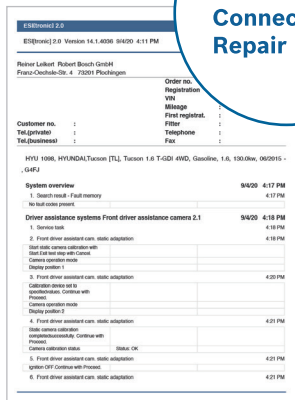 Connec
Repair
ESI[tronic] 2.0
ESI[tronic] 2.0 Version 14.1.4036 9/4/20 4:11 PM
Reiner Leikert Robert Bosch GmbH
Franz-Oechsle-Str. 4 73201 Plochingen
Order no.
Registration
VIN
Mileage :
First registrat. :
Customer no. : Fitter :
Tel.(private) : Telephone :
Tel.(business) : Fax :
HYU 1098, HYUNDAI,Tucson [TL], Tucson 1.6 T-GDI 4WD, Gasoline, 1.6, 130.0kw, 06/2015 -
, G4FJ
System overview 9/4/20 4:17 PM
1. Search result - Fault memory 4:17 PM
No fault codes present.
Driver assistance systems Front driver assistance camera 2.1 9/4/20 4:18 PM
1. Service task 4:18 PM
2. Front driver assistant cam. static adaptation 4:18 PM
Start static camera calibration with
Start.Exit test step with Cancel.
Camera operation mode
Display position 1
3. Front driver assistant cam. static adaptation 4:20 PM
Calibration device set to
specifiedvalues. Continue with
Proceed.
Camera operation mode
Display position 2
4. Front driver assistant cam. static adaptation 4:21 PM
Static camera calibration
completedsuccessfully. Continue with
Proceed.
Camera calibration status Status: OK
5. Front driver assistant cam. static adaptation 4:21 PM
Ignition OFF.Continue with Proceed.
6. Front driver assistant cam. static adaptation 4:21 PM